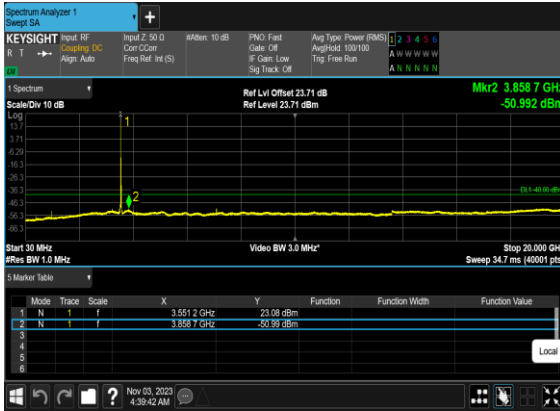 Spectrum Analyzer 1
Swept SA
+
KEYSIGHT Input: RF Input Z: 50 Ω #Atten: 10 dB PNO: Fast Avg Type: Power (RMS) 1 2 3 4 5 6
R T Coupling: DC Corr CCorr Gate: Off Avg|Hold: 100/100 A W W W W W
Align: Auto Freq Ref: Int (S) IF Gain: Low Trig: Free Run
Sig Track: Off A N N N N N
1 Spectrum
Scale/Div 10 dB
Ref Lvl Offset 23.71 dB
Ref Level 23.71 dBm
Mkr2 3.858 7 GHz
-50.992 dBm
Log
13.7
3.71
-6.29
-16.3
-26.3
-36.3
-46.3
-56.3
-66.3
1
2
DL1 -40.00 dBm
Start 30 MHz Video BW 3.0 MHz* Stop 20.000 GH
#Res BW 1.0 MHz Sweep 34.7 ms (40001 pts
5 Marker Table
Mode Trace Scale X Y Function Function Width Function Value
1 N 1 f 3.551 2 GHz 23.08 dBm
2 N 1 f 3.858 7 GHz -50.99 dBm
3
4
5
6
Local
?
Nov 03, 2023
4:39:42 AM